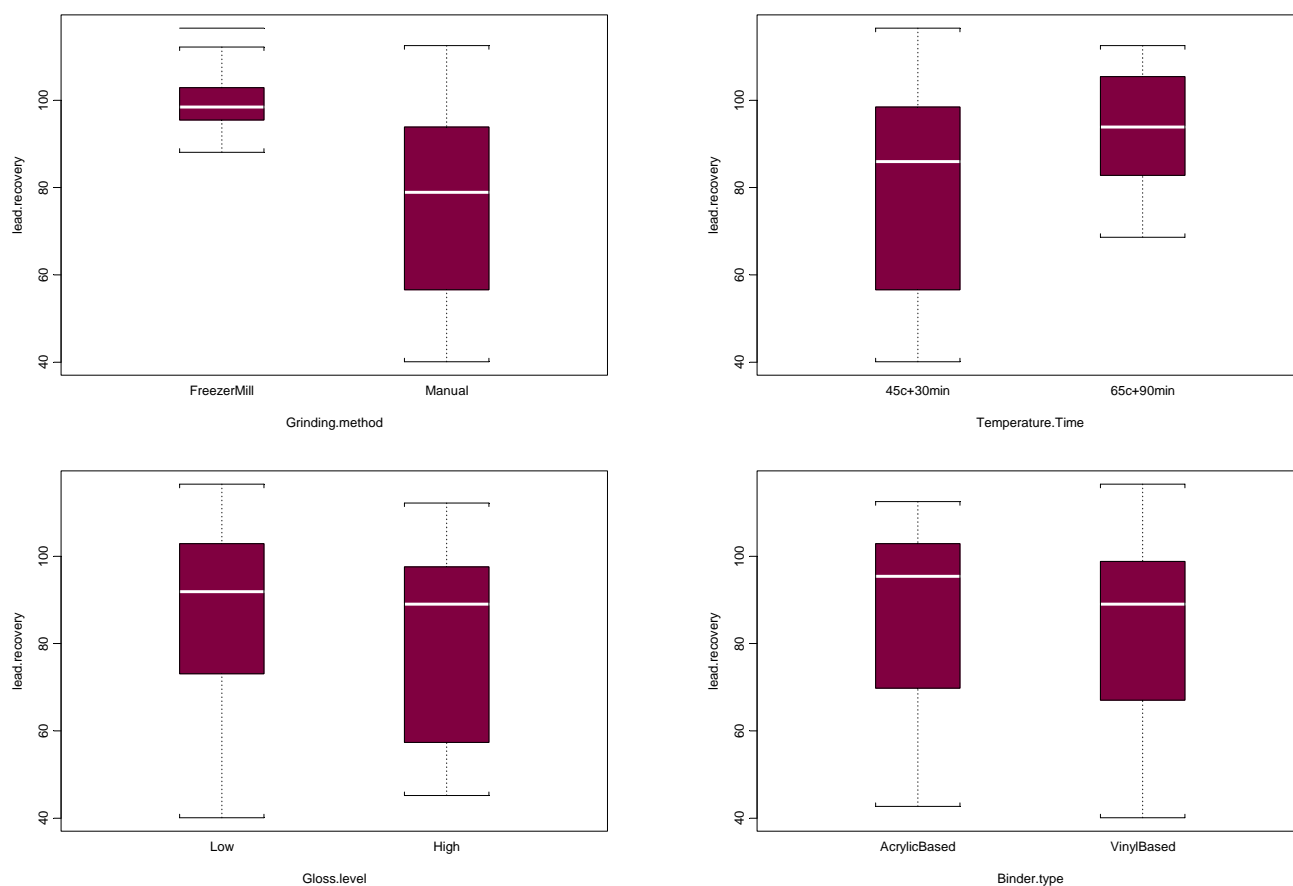 lead.recovery
40 60 80 100
FreezerMill Manual
Grinding.method
lead.recovery
40 60 80 100
45c+30min 65c+90min
Temperature.Time
lead.recovery
40 60 80 100
Low High
Gloss.level
lead.recovery
40 60 80 100
AcrylicBased VinylBased
Binder.type